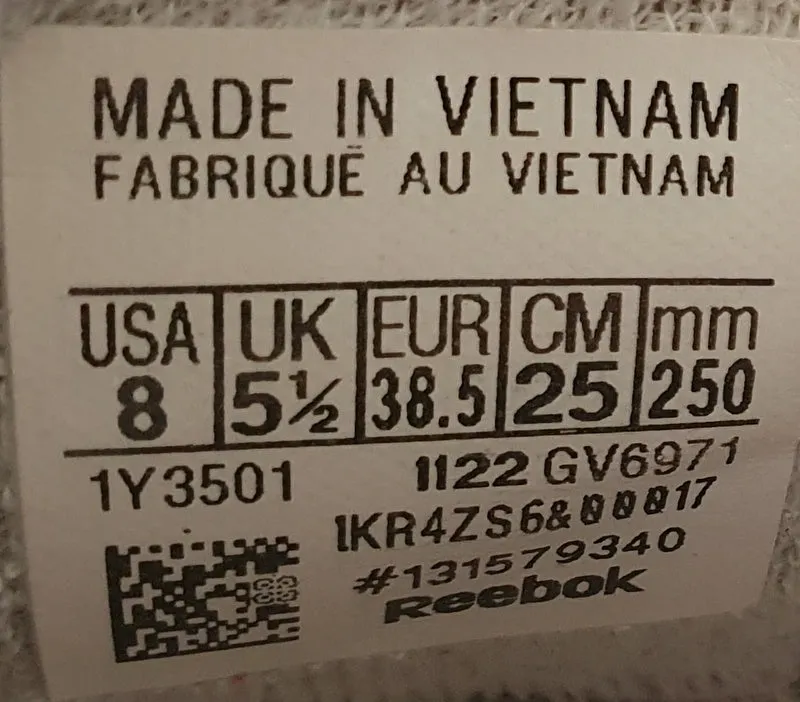 MADE IN VIETNAM
FABRIQUÉ AU VIETNAM
USA UK EUR CM mm
8 5½ 38.5 25 250
1Y3501 1122 GV6971
1KR4ZS6&00017
#131579340
Reebok